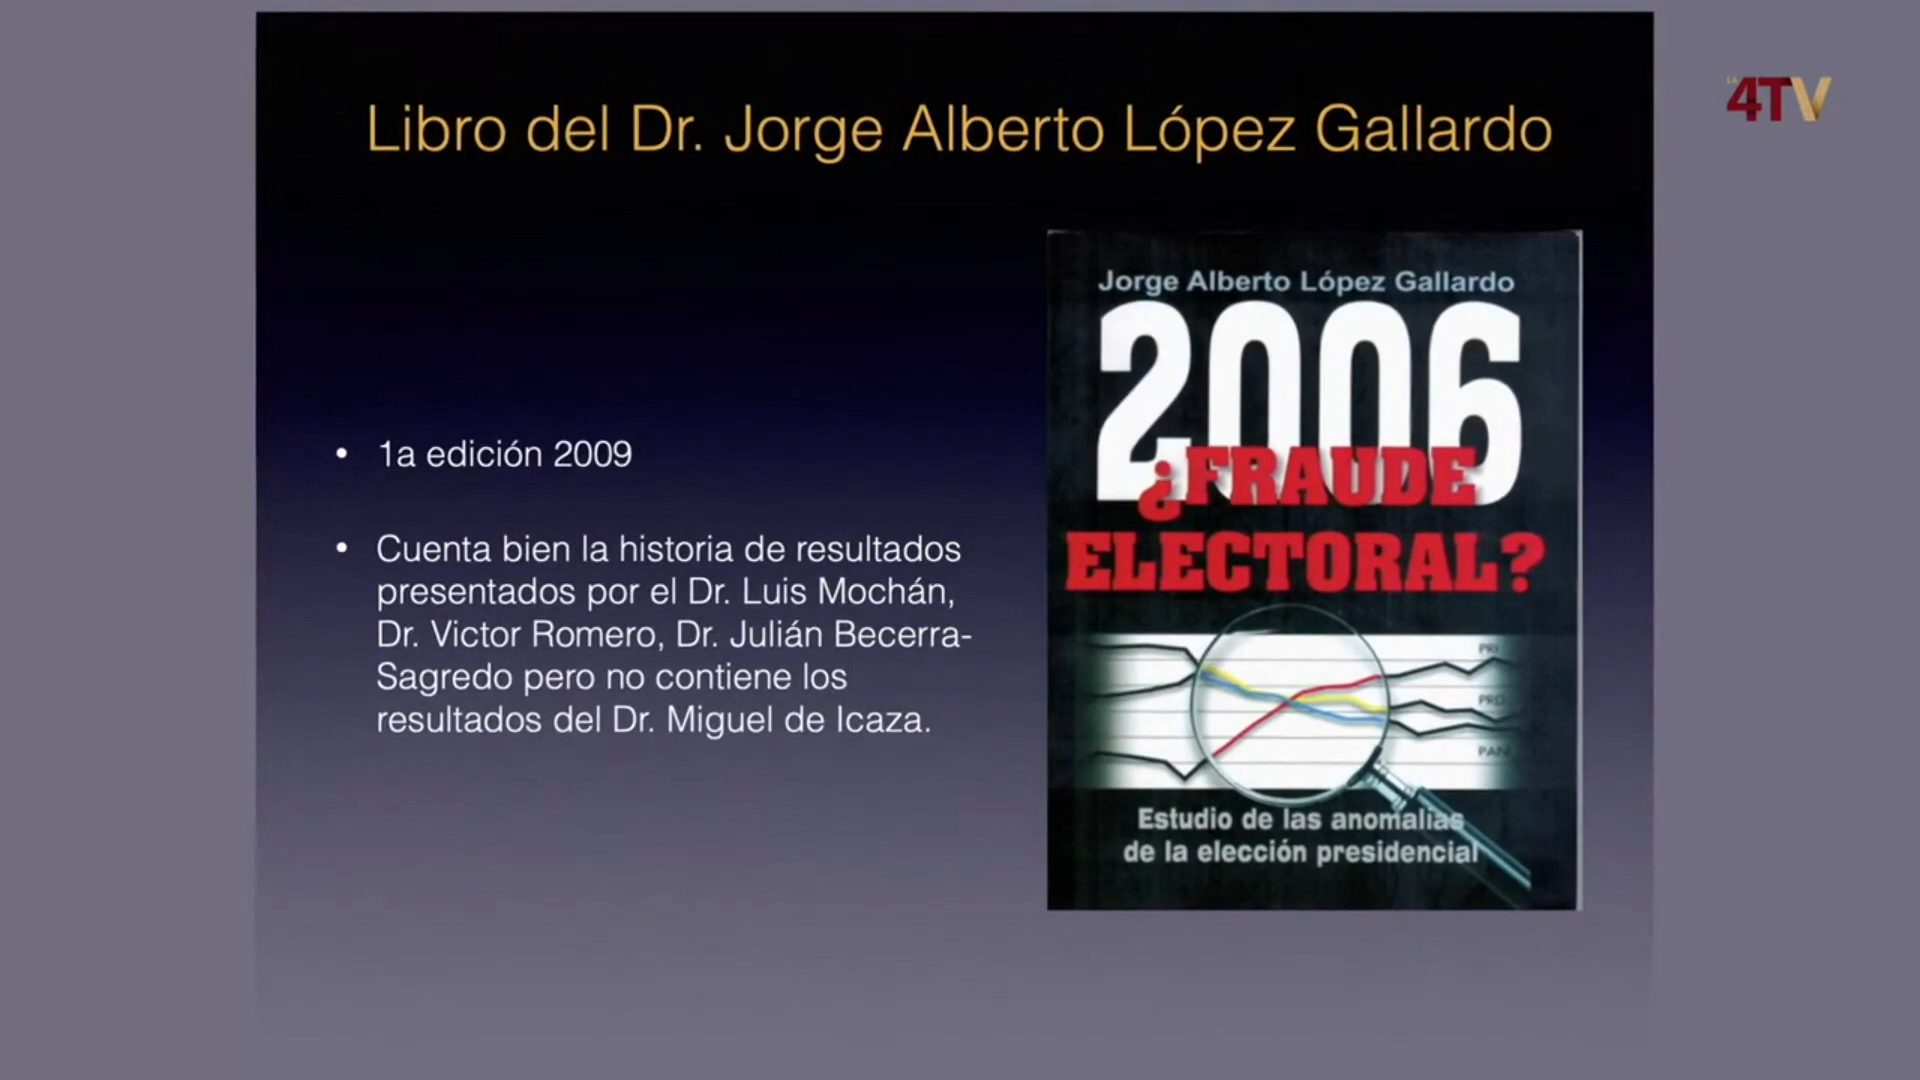 LA
4TV
Libro del Dr. Jorge Alberto López Gallardo
• 1a edición 2009
• Cuenta bien la historia de resultados
presentados por el Dr. Luis Mochán,
Dr. Victor Romero, Dr. Julián Becerra-
Sagredo pero no contiene los
resultados del Dr. Miguel de Icaza.
Jorge Alberto López Gallardo
2006
¿FRAUDE
ELECTORAL?
PRI
PRD
PAN
Estudio de las anomalías
de la elección presidencial